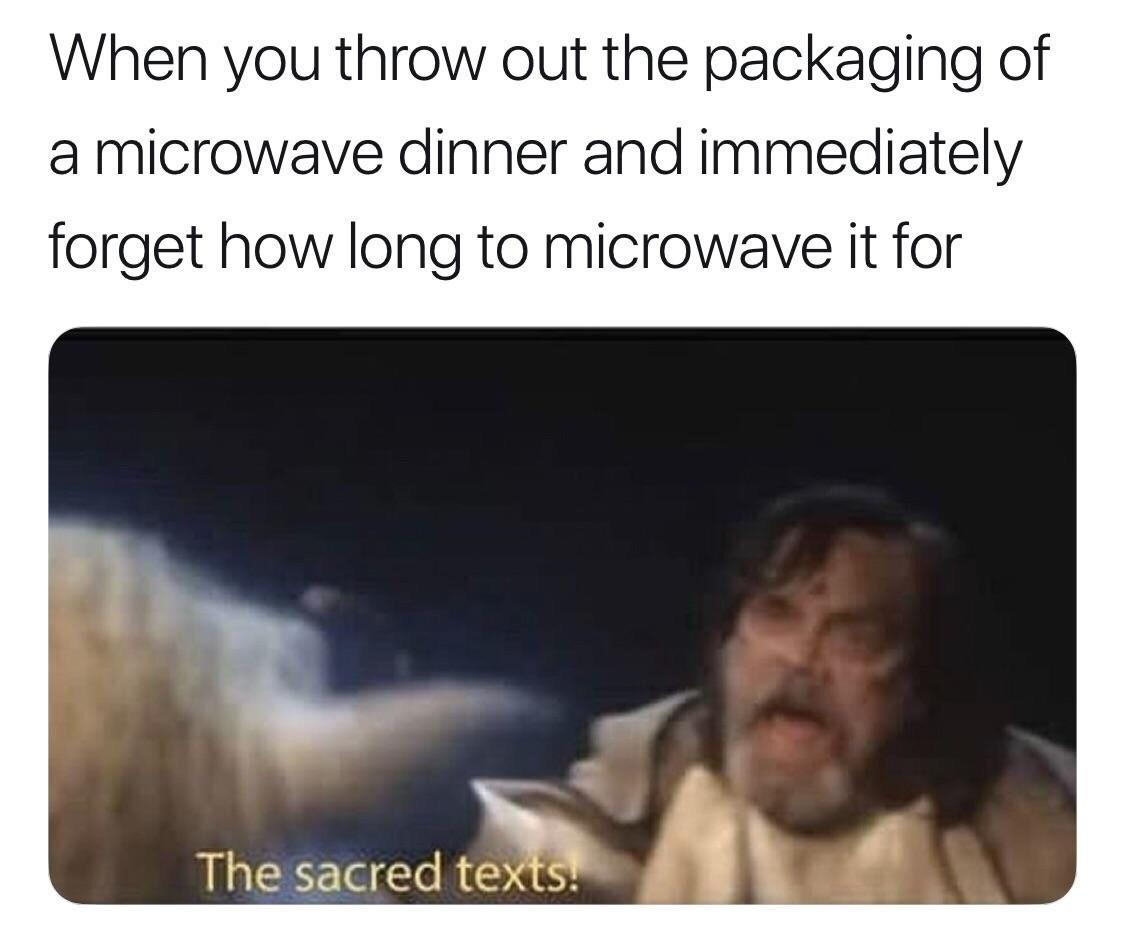 When you throw out the packaging of
a microwave dinner and immediately
forget how long to microwave it for
The sacred texts!